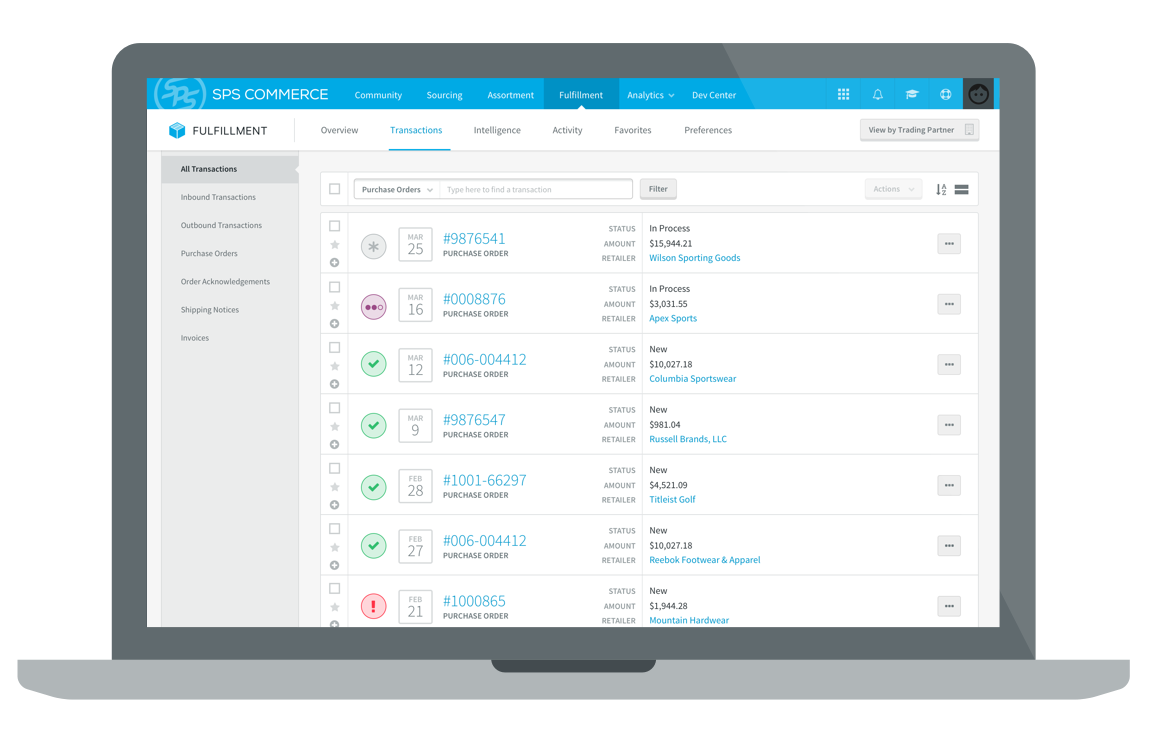 SPS SPS COMMERCE Community Sourcing Assortment Fulfillment Analytics Dev Center
FULFILLMENT Overview Transactions Intelligence Activity Favorites Preferences View by Trading Partner
All Transactions
Inbound Transactions
Outbound Transactions
Purchase Orders
Order Acknowledgements
Shipping Notices
Invoices
Purchase Orders Type here to find a transaction Filter Actions A Z
MAR 25 #9876541 PURCHASE ORDER
STATUS In Process
AMOUNT $15,944.21
RETAILER Wilson Sporting Goods
MAR 16 #0008876 PURCHASE ORDER
STATUS In Process
AMOUNT $3,031.55
RETAILER Apex Sports
MAR 12 #006-004412 PURCHASE ORDER
STATUS New
AMOUNT $10,027.18
RETAILER Columbia Sportswear
MAR 9 #9876547 PURCHASE ORDER
STATUS New
AMOUNT $981.04
RETAILER Russell Brands, LLC
FEB 28 #1001-66297 PURCHASE ORDER
STATUS New
AMOUNT $4,521.09
RETAILER Titleist Golf
FEB 27 #006-004412 PURCHASE ORDER
STATUS New
AMOUNT $10,027.18
RETAILER Reebok Footwear & Apparel
FEB 21 #1000865 PURCHASE ORDER
STATUS New
AMOUNT $1,944.28
RETAILER Mountain Hardwear